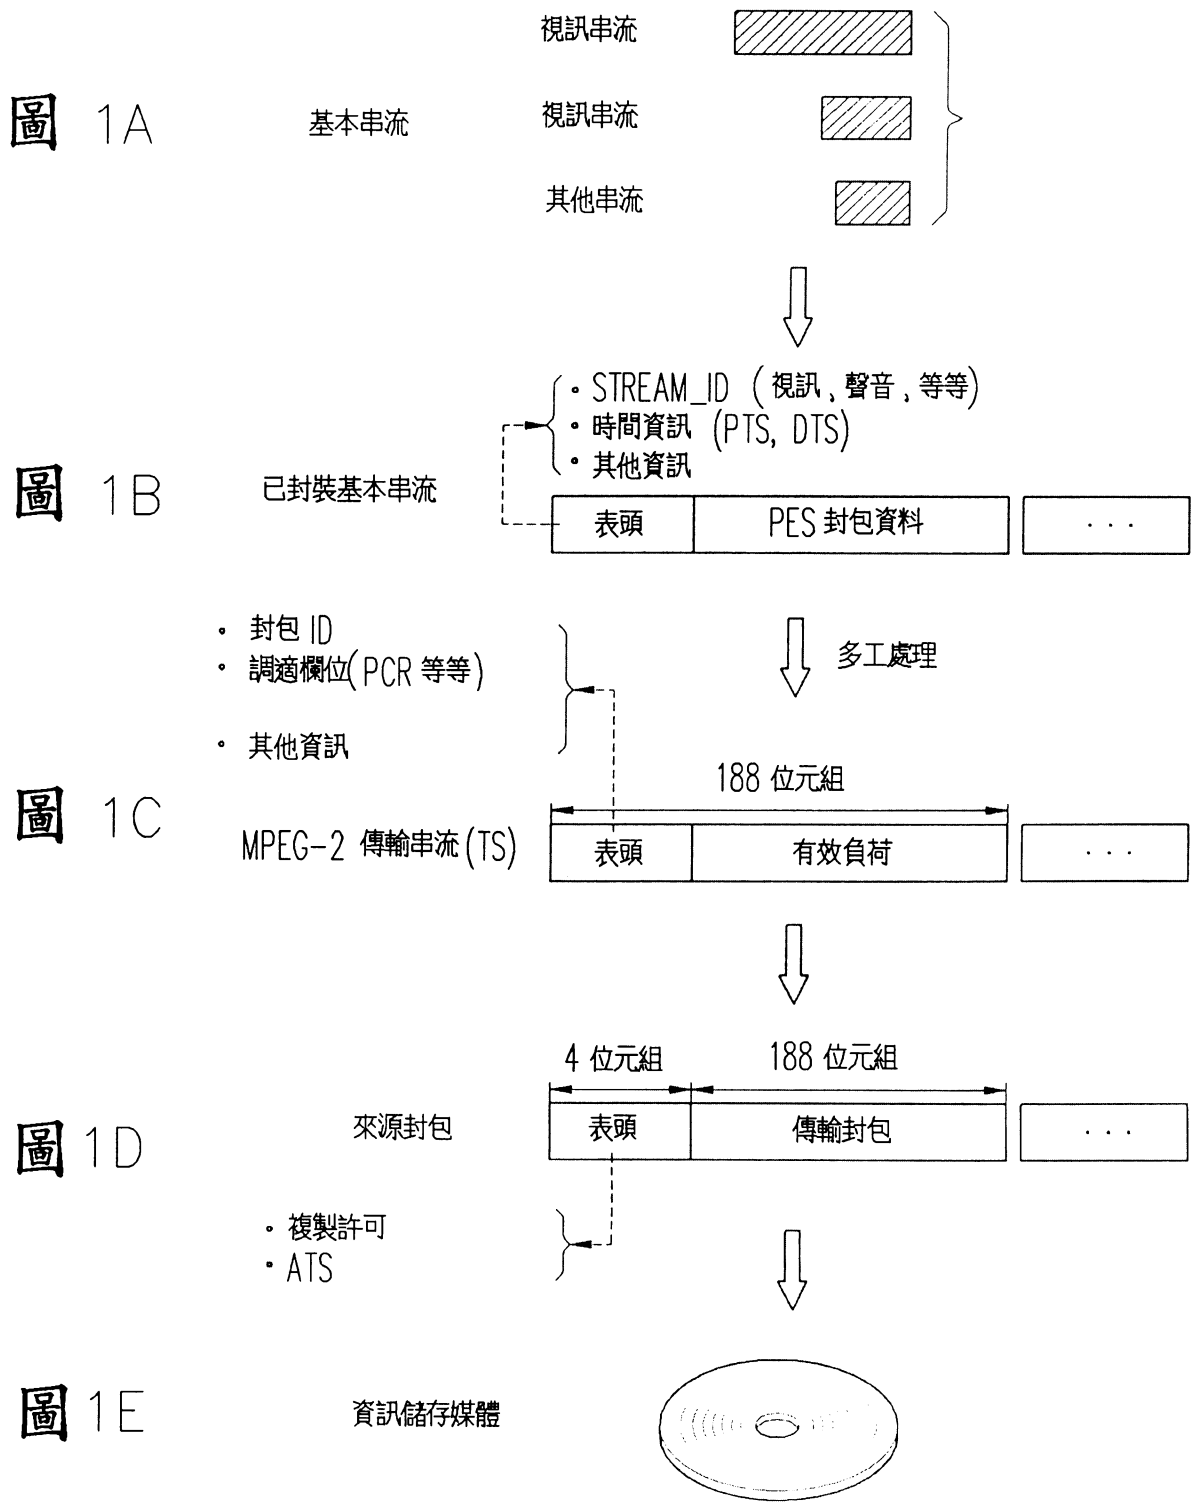 視訊串流
圖 1A
基本串流
視訊串流
其他串流
• STREAM_ID (視訊、聲音、等等)
• 時間資訊 (PTS, DTS)
• 其他資訊
圖 1B
已封裝基本串流
表頭
PES 封包資料
...
• 封包 ID
• 調適欄位(PCR 等等)
• 其他資訊
多工處理
188 位元組
圖 1C
MPEG-2 傳輸串流(TS)
表頭
有效負荷
...
4 位元組
188 位元組
圖 1D
來源封包
表頭
傳輸封包
...
• 複製許可
• ATS
圖 1E
資訊儲存媒體